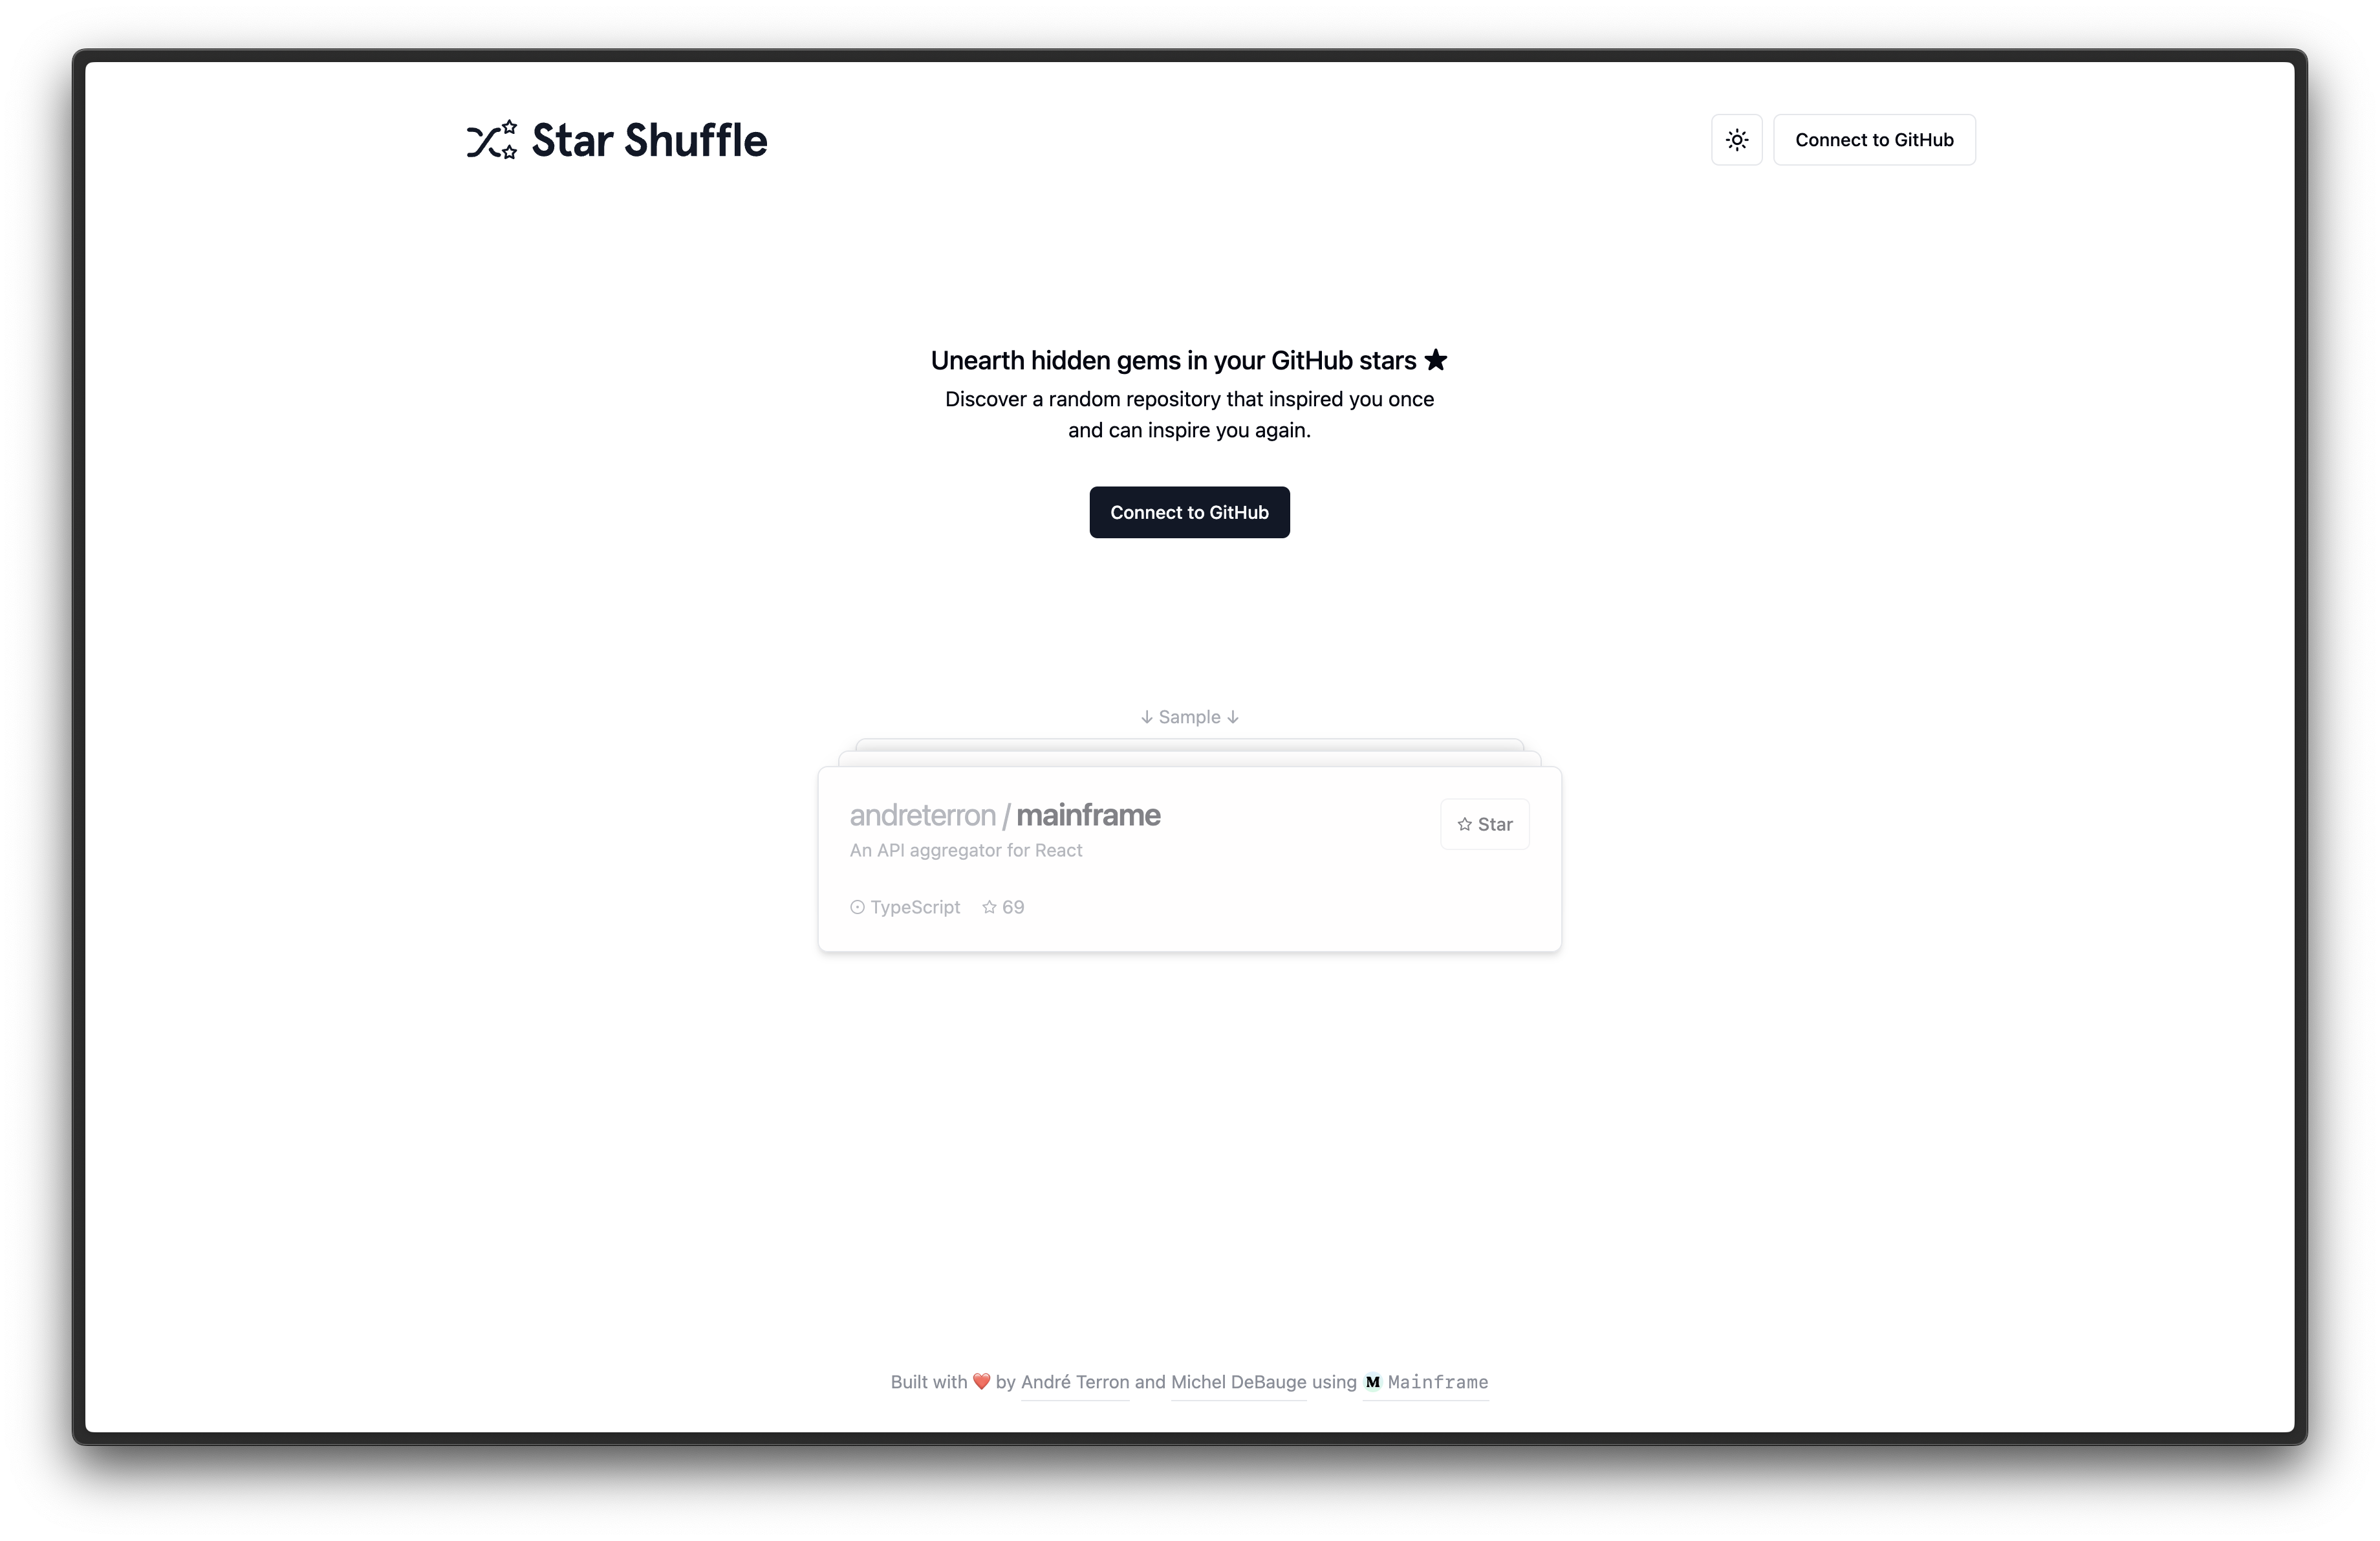 Star Shuffle
Connect to GitHub
Unearth hidden gems in your GitHub stars ★
Discover a random repository that inspired you once
and can inspire you again.
Connect to GitHub
↓ Sample ↓
andreterron / mainframe
Star
An API aggregator for React
TypeScript 69
Built with ❤️ by André Terron and Michel DeBauge using M Mainframe